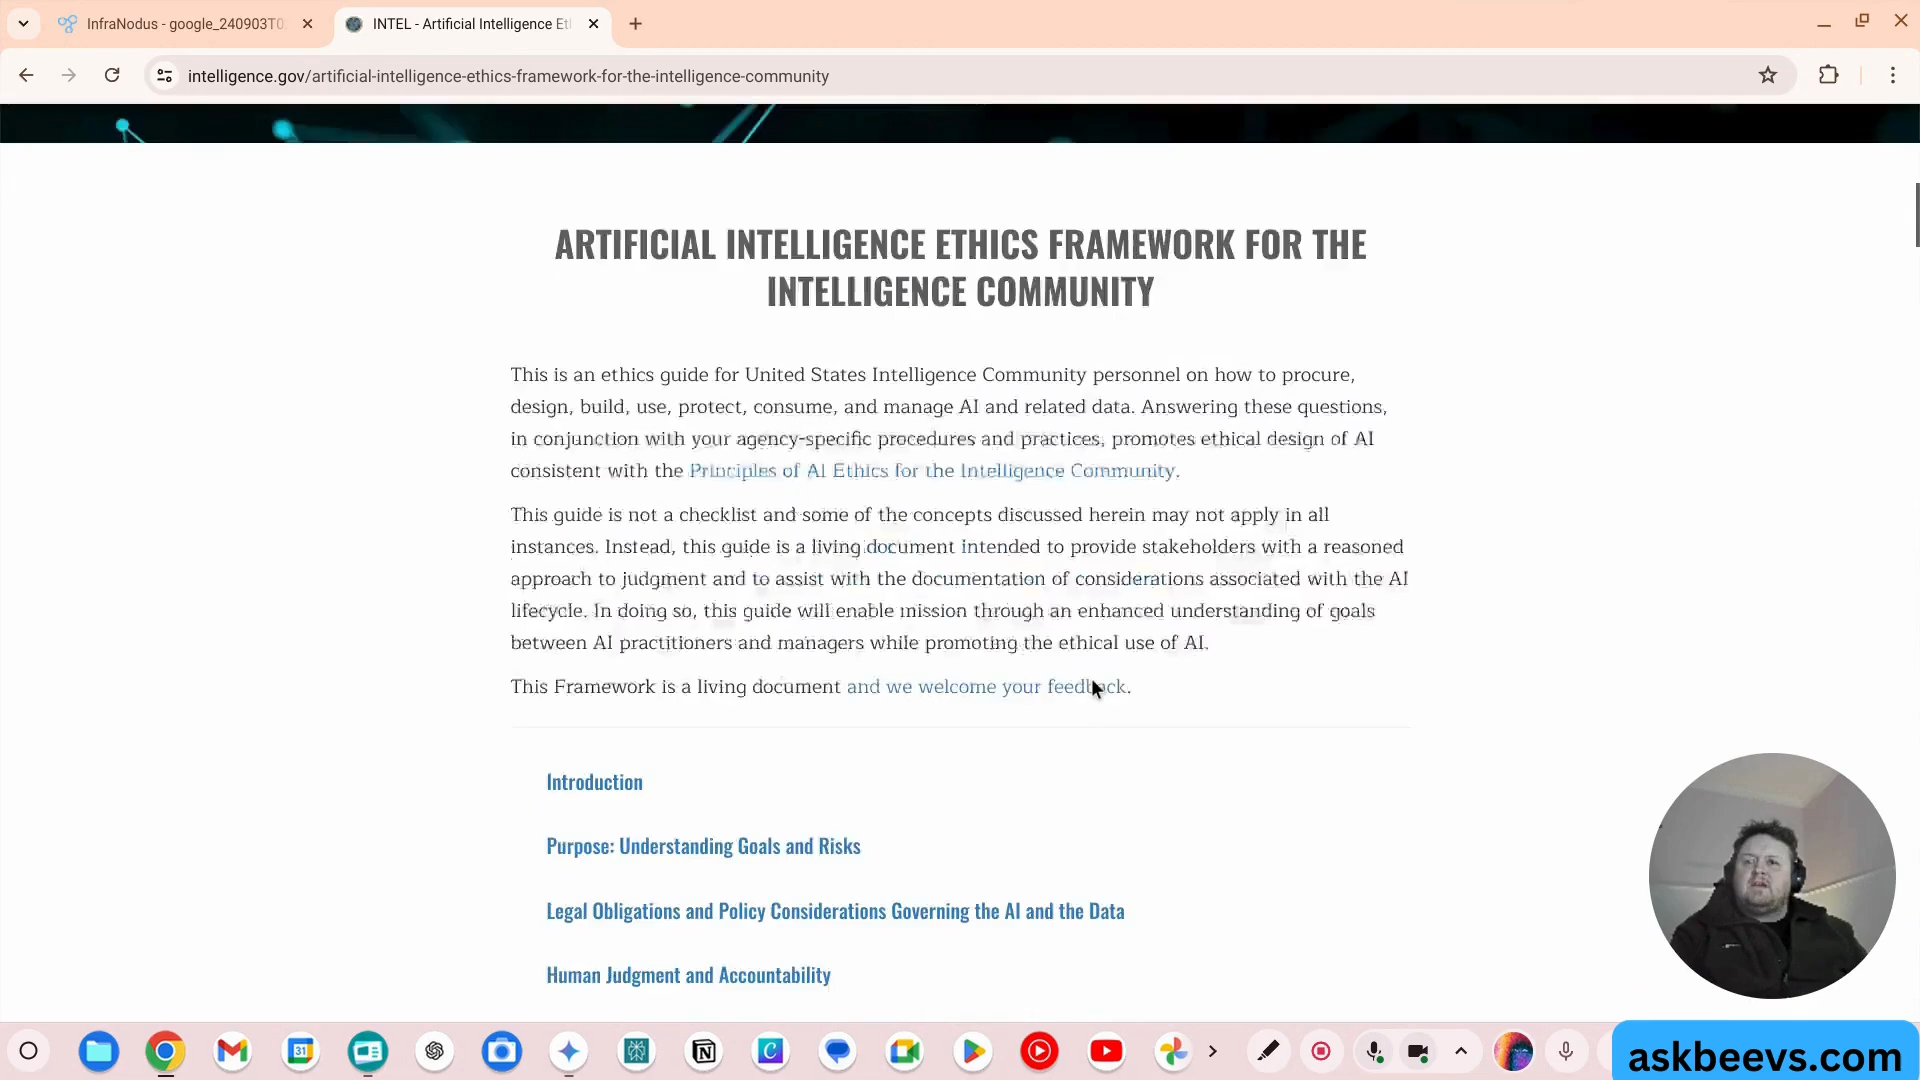 InfraNodus - google_240903T0
INTEL - Artificial Intelligence Et
intelligence.gov/artificial-intelligence-ethics-framework-for-the-intelligence-community
ARTIFICIAL INTELLIGENCE ETHICS FRAMEWORK FOR THE
INTELLIGENCE COMMUNITY
This is an ethics guide for United States Intelligence Community personnel on how to procure,
design, build, use, protect, consume, and manage AI and related data. Answering these questions,
in conjunction with your agency-specific procedures and practices, promotes ethical design of AI
consistent with the Principles of AI Ethics for the Intelligence Community.
This guide is not a checklist and some of the concepts discussed herein may not apply in all
instances. Instead, this guide is a living document intended to provide stakeholders with a reasoned
approach to judgment and to assist with the documentation of considerations associated with the AI
lifecycle. In doing so, this guide will enable mission through an enhanced understanding of goals
between AI practitioners and managers while promoting the ethical use of AI.
This Framework is a living document and we welcome your feedback.
Introduction
Purpose: Understanding Goals and Risks
Legal Obligations and Policy Considerations Governing the AI and the Data
Human Judgment and Accountability
31
askbeevs.com